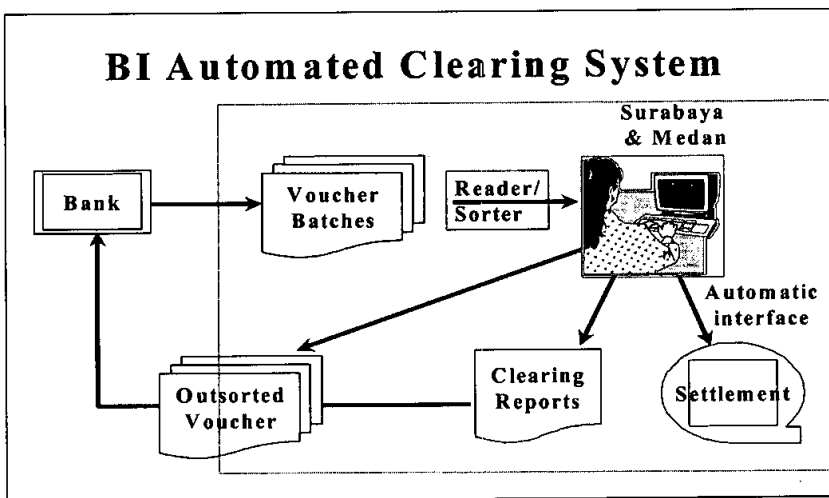 BI Automated Clearing System
Surabaya
& Medan
Bank
Voucher
Batches
Reader/
Sorter
Automatic
interface
Outsorted
Voucher
Clearing
Reports
Settlement